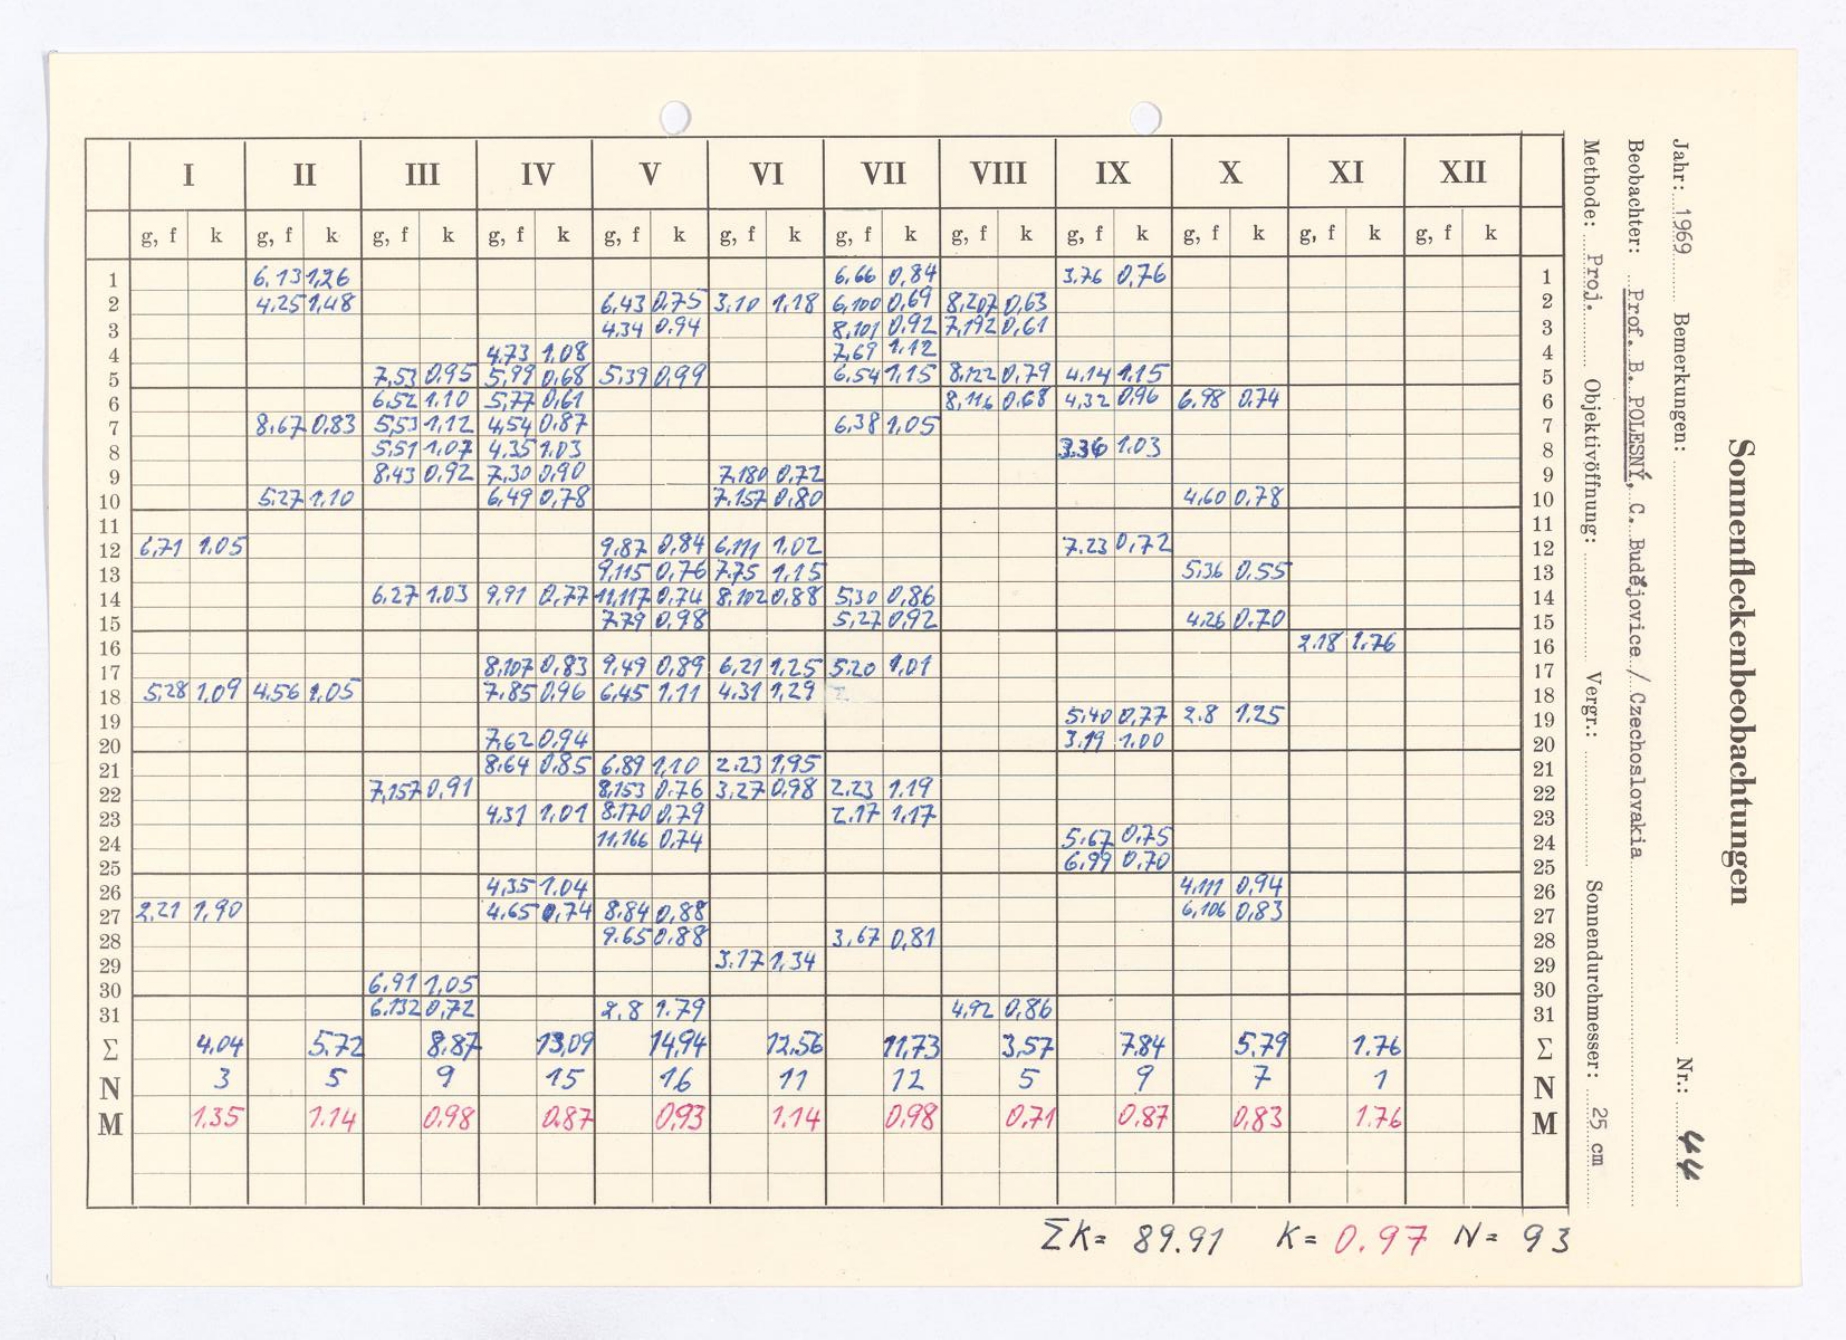 Sonnenfleckenbeobachtungen
Jahr: 1969 Bemerkungen: Nr.: 44
Beobachter: Prof. B. POLESNÝ, C. Budějovice / Czechoslovakia
Methode: Proj. Objektivöffnung: Vergr.: Sonnendurchmesser: 25 cm
I II III IV V VI VII VIII IX X XI XII
g, f k g, f k g, f k g, f k g, f k g, f k g, f k g, f k g, f k g, f k g, f k g, f k
1 6,13 1,26 6,66 0,84 3,76 0,76 1
2 4,25 1,48 6,43 0,75 3,10 1,18 6,100 0,69 8,207 0,63 2
3 4,34 0,94 8,101 0,92 7,192 0,61 3
4 4,73 1,08 7,69 1,12 4
5 7,53 0,95 5,99 0,68 5,39 0,99 6,54 1,15 8,122 0,79 4,14 1,15 5
6 6,52 1,10 5,77 0,61 8,116 0,68 4,32 0,96 6,98 0,74 6
7 8,67 0,83 5,53 1,12 4,54 0,87 6,38 1,05 7
8 5,51 1,07 4,35 1,03 3,36 1,03 8
9 8,43 0,92 7,30 0,90 7,180 0,72 9
10 5,27 1,10 6,49 0,78 7,157 0,80 4,60 0,78 10
11 11
12 6,71 1,05 9,87 0,84 6,111 1,02 7,23 0,72 12
13 9,115 0,76 7,75 1,15 5,36 0,55 13
14 6,27 1,03 9,91 0,77 11,117 0,74 8,102 0,88 5,30 0,86 14
15 7,79 0,98 5,27 0,92 4,26 0,70 15
16 2,18 1,76 16
17 8,107 0,83 9,49 0,89 6,21 1,25 5,20 1,01 17
18 5,28 1,09 4,56 1,05 7,85 0,96 6,45 1,11 4,31 1,29 18
19 5,40 0,77 2,8 1,25 19
20 7,62 0,94 3,19 1,00 20
21 8,64 0,85 6,89 1,10 2,23 1,95 21
22 7,157 0,91 8,153 0,76 3,27 0,98 2,23 1,19 22
23 4,31 1,01 8,170 0,79 2,17 1,17 23
24 11,166 0,74 5,67 0,75 24
25 6,99 0,70 25
26 4,35 1,04 4,111 0,94 26
27 2,21 1,90 4,65 0,74 8,84 0,88 6,106 0,83 27
28 9,65 0,88 3,67 0,81 28
29 3,17 1,34 29
30 6,91 1,05 30
31 6,132 0,72 2,8 1,79 4,92 0,86 31
Σ 4,04 5,72 8,87 13,09 14,94 12,56 11,73 3,57 7,84 5,79 1,76 Σ
N 3 5 9 15 16 11 12 5 9 7 1 N
M 1,35 1,14 0,98 0,87 0,93 1,14 0,98 0,71 0,87 0,83 1,76 M
ΣK= 89.91 K= 0.97 N= 93